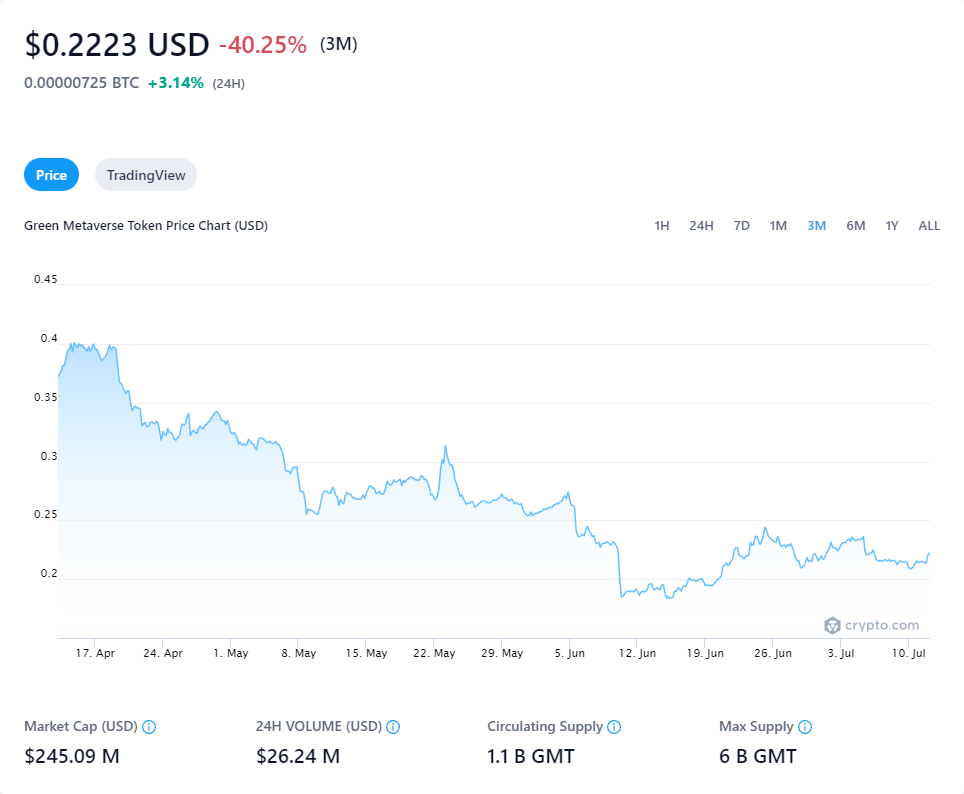 $0.2223 USD -40.25% (3M)
0.00000725 BTC +3.14% (24H)
Price TradingView
Green Metaverse Token Price Chart (USD) 1H 24H 7D 1M 3M 6M 1Y ALL
0.45
0.4
0.35
0.3
0.25
0.2
crypto.com
17. Apr 24. Apr 1. May 8. May 15. May 22. May 29. May 5. Jun 12. Jun 19. Jun 26. Jun 3. Jul 10. Jul
Market Cap (USD) 24H VOLUME (USD) Circulating Supply Max Supply
$245.09 M $26.24 M 1.1 B GMT 6 B GMT